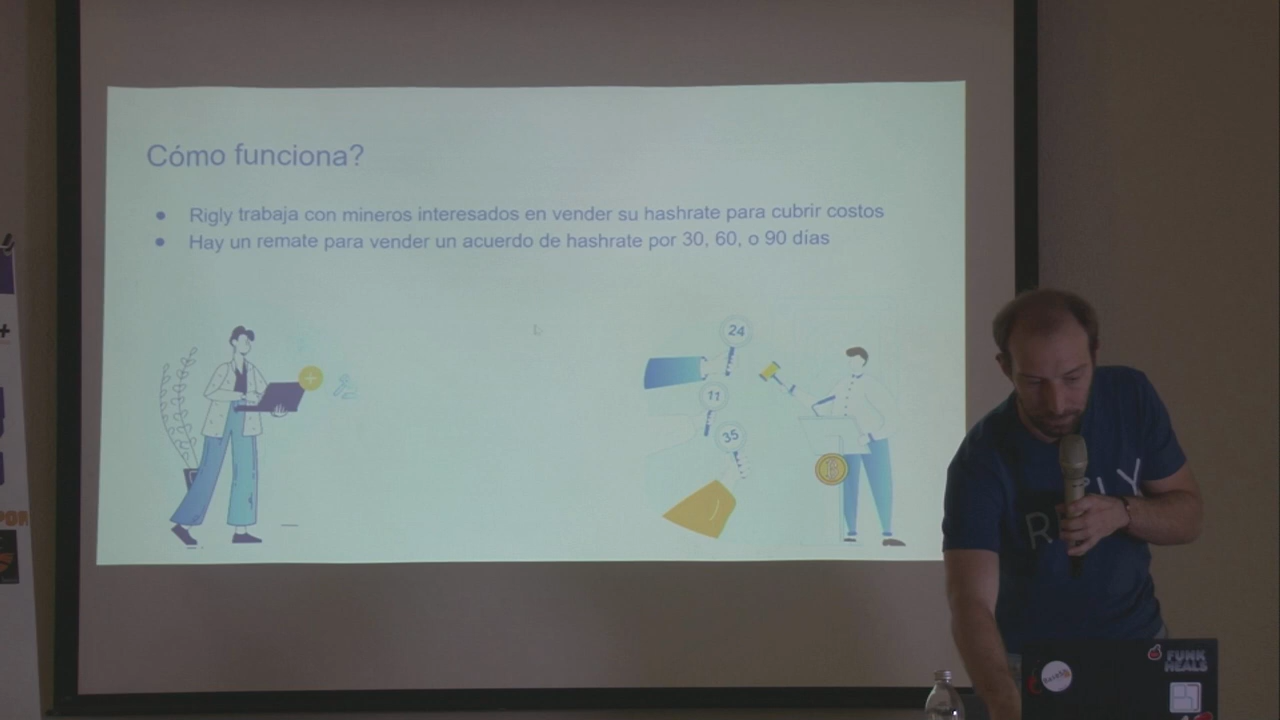 Cómo funciona?
● Rigly trabaja con mineros interesados en vender su hashrate para cubrir costos
● Hay un remate para vender un acuerdo de hashrate por 30, 60, o 90 días
24
11
35
FUNK
HEALS